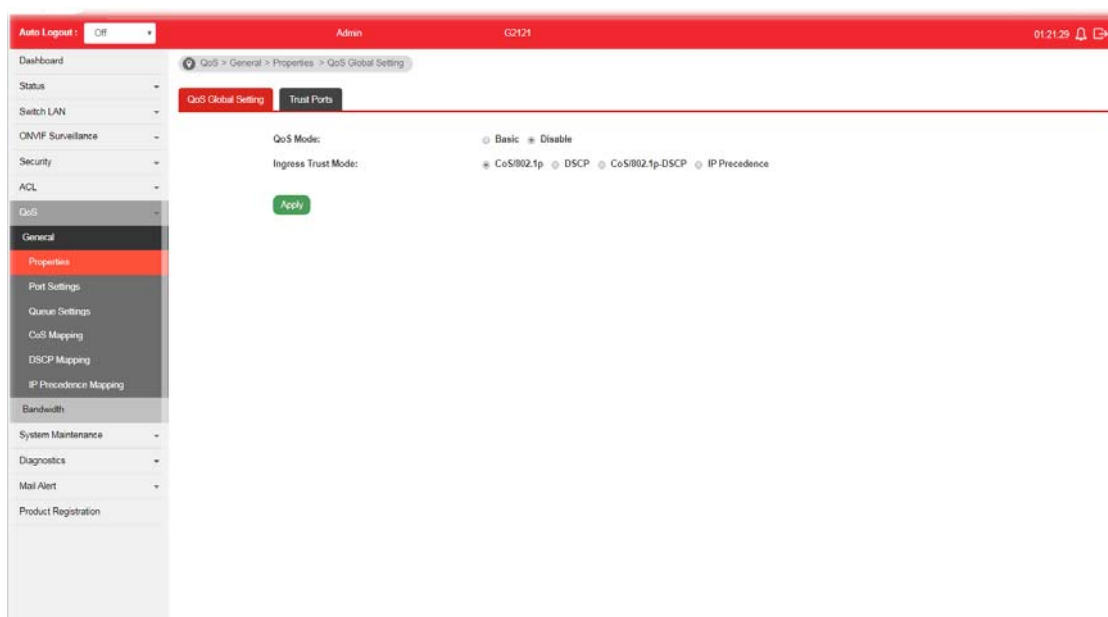 Auto Logout : Off Admin G2121 01:21:29
Dashboard
Status
Switch LAN
ONVIF Surveillance
Security
ACL
QoS
General
Properties
Port Settings
Queue Settings
CoS Mapping
DSCP Mapping
IP Precedence Mapping
Bandwidth
System Maintenance
Diagnostics
Mail Alert
Product Registration
QoS > General > Properties > QoS Global Setting
QoS Global Setting Trust Ports
QoS Mode: Basic Disable
Ingress Trust Mode: CoS/802.1p DSCP CoS/802.1p-DSCP IP Precedence
Apply